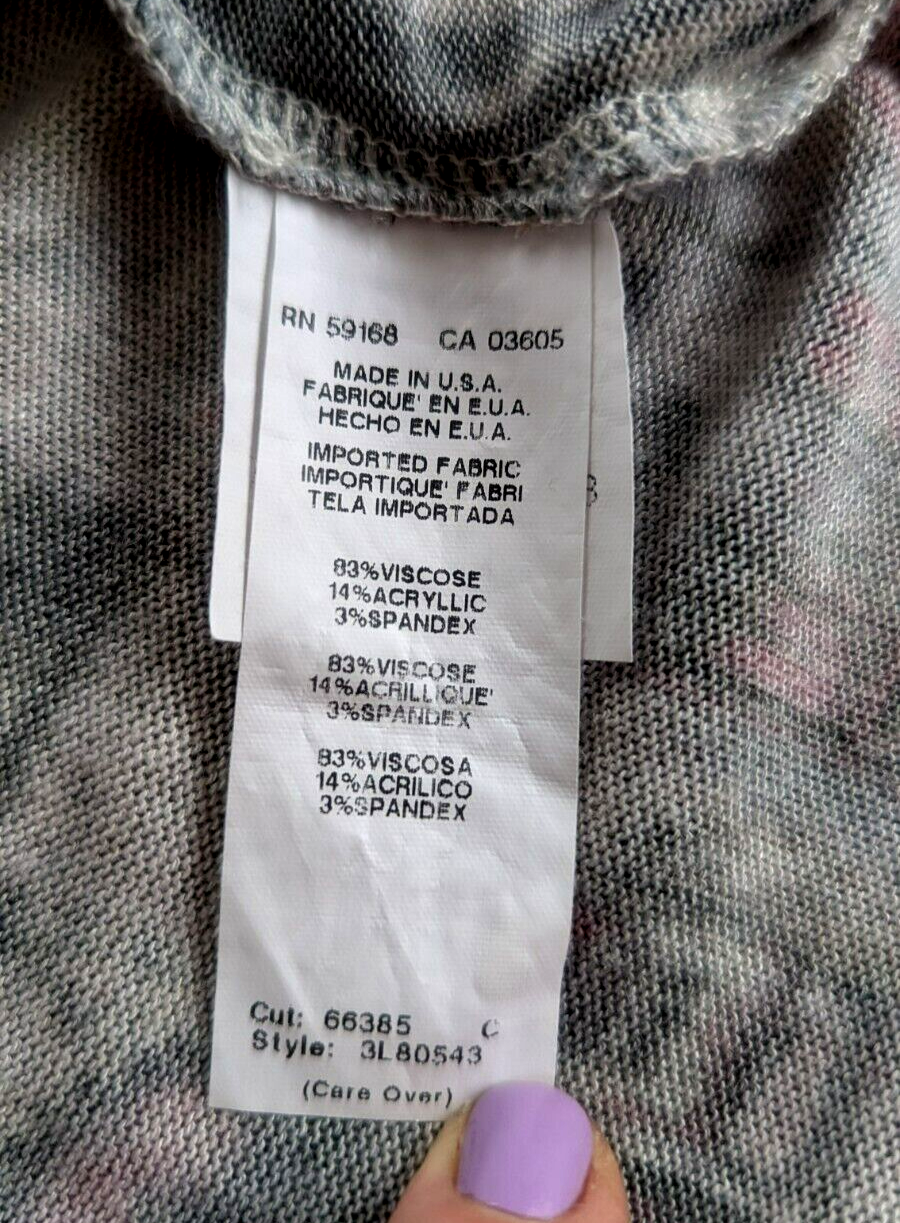 RN 59168 CA 03605
MADE IN U.S.A.
FABRIQUE' EN E.U.A.
HECHO EN E.U.A.
IMPORTED FABRIC
IMPORTIQUE' FABRI
TELA IMPORTADA
83%VISCOSE
14%ACRYLLIC
3%SPANDEX
83%VISCOSE
14%ACRILLIQUE'
3%SPANDEX
83%VISCOSA
14%ACRILICO
3%SPANDEX
Cut: 66385 C
Style: 3L80543
(Care Over)